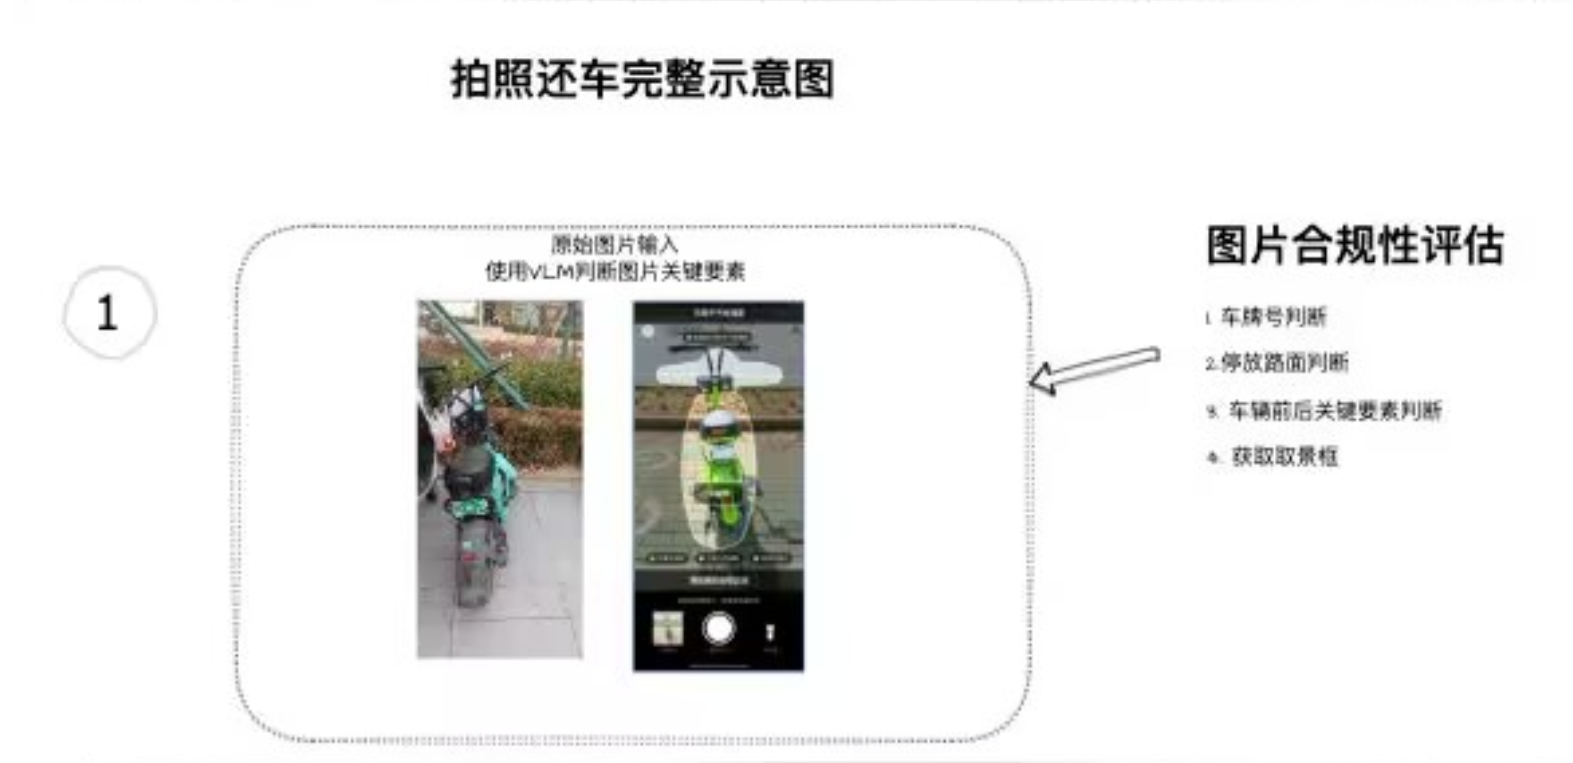 拍照还车完整示意图
1
原始图片输入
使用VLM判断图片关键要素
图片合规性评估
1. 车牌号判断
2.停放路面判断
3. 车辆前后关键要素判断
4. 获取取景框